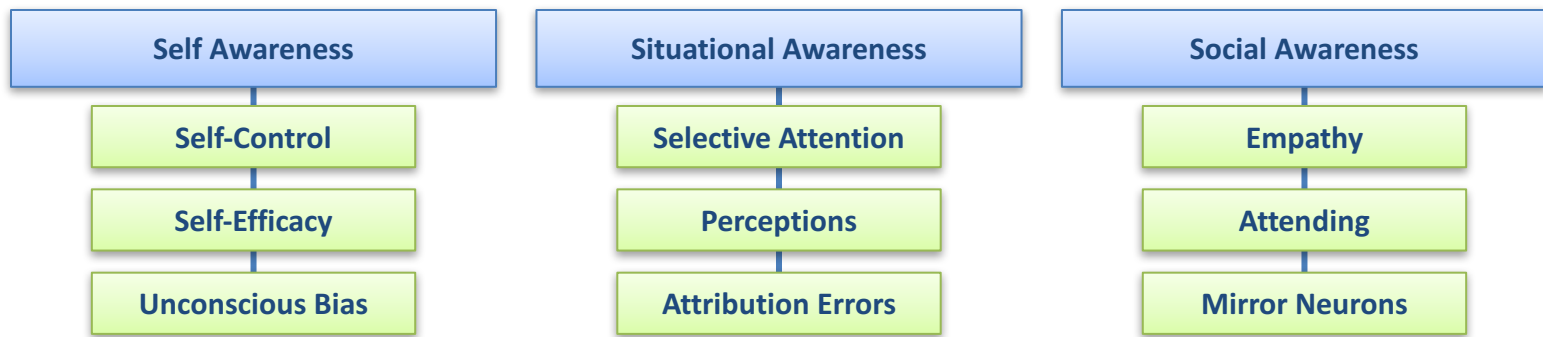 Self Awareness
Self-Control
Self-Efficacy
Unconscious Bias
Situational Awareness
Selective Attention
Perceptions
Attribution Errors
Social Awareness
Empathy
Attending
Mirror Neurons